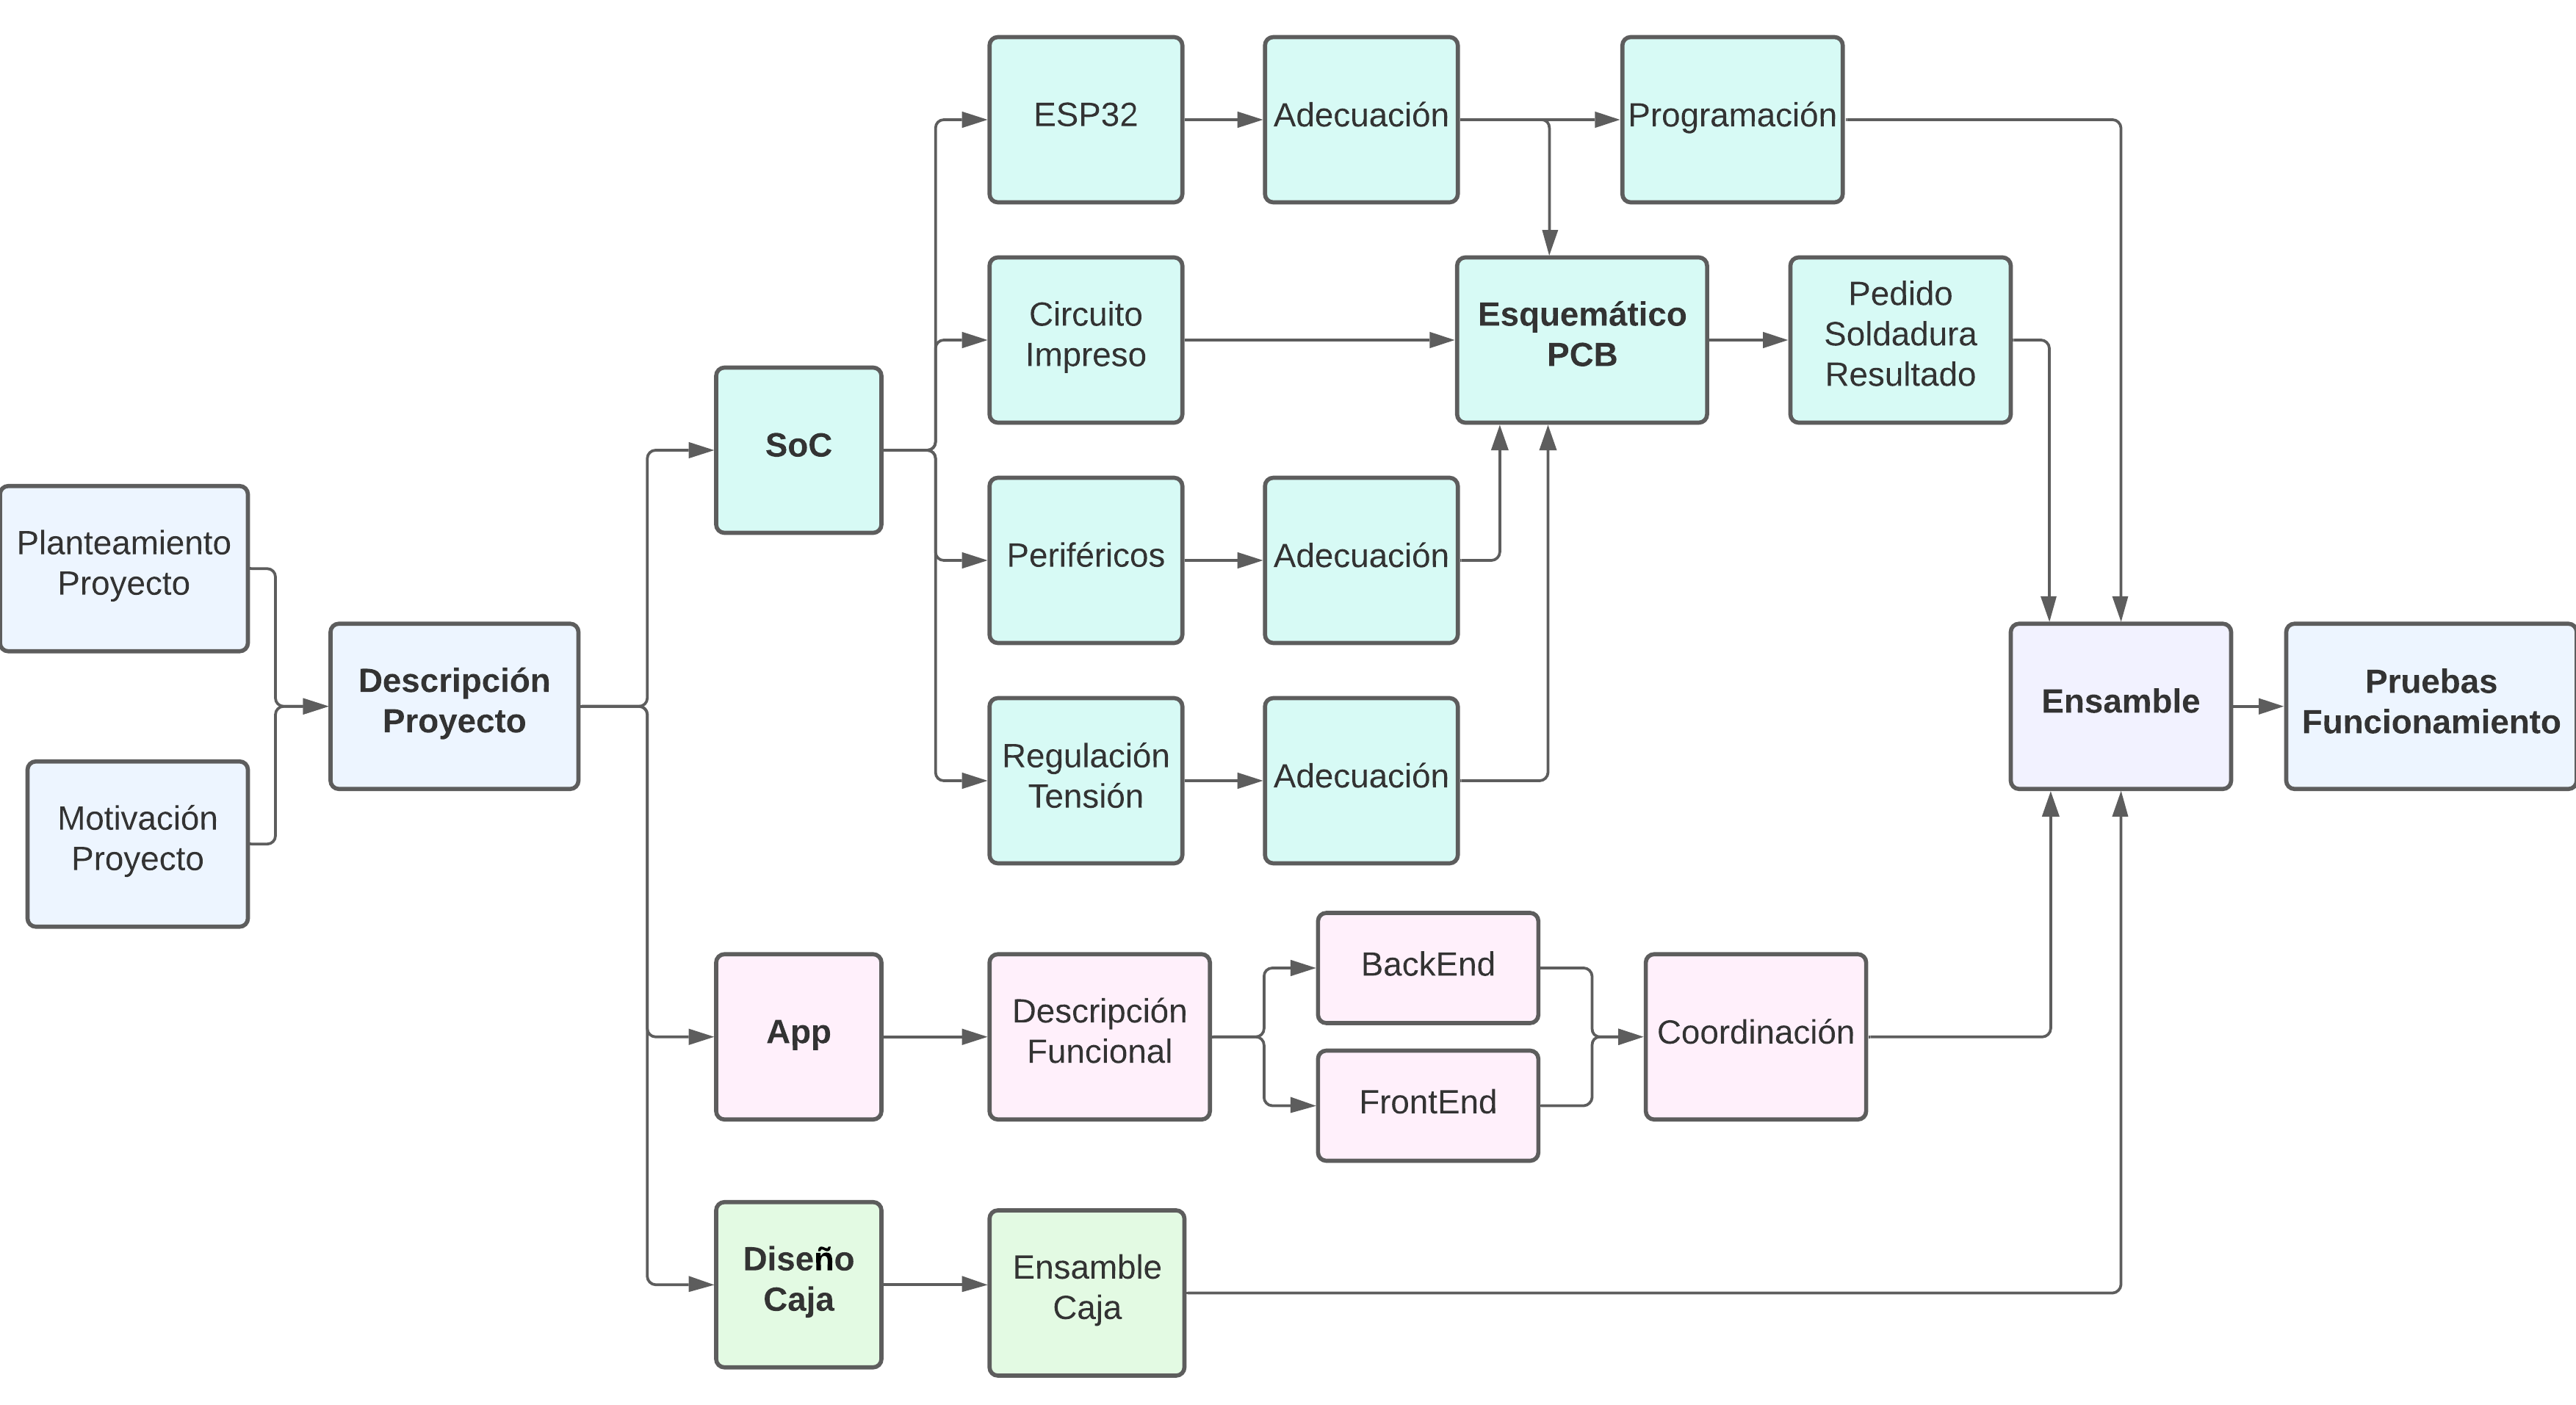 Planteamiento
Proyecto
Motivación
Proyecto
Descripción
Proyecto
SoC
ESP32
Adecuación
Programación
Circuito
Impreso
Esquemático
PCB
Pedido
Soldadura
Resultado
Periféricos
Adecuación
Regulación
Tensión
Adecuación
App
Descripción
Funcional
BackEnd
FrontEnd
Coordinación
Diseño
Caja
Ensamble
Caja
Ensamble
Pruebas
Funcionamiento